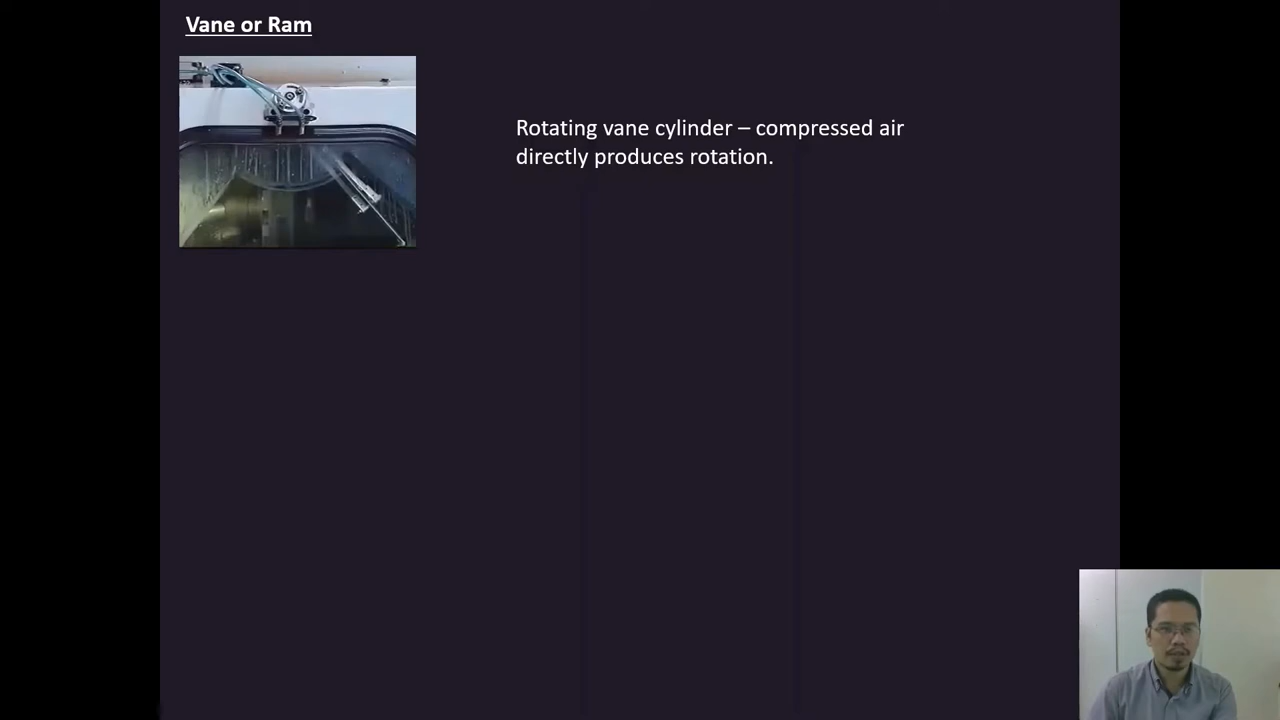 Vane or Ram
Rotating vane cylinder – compressed air
directly produces rotation.